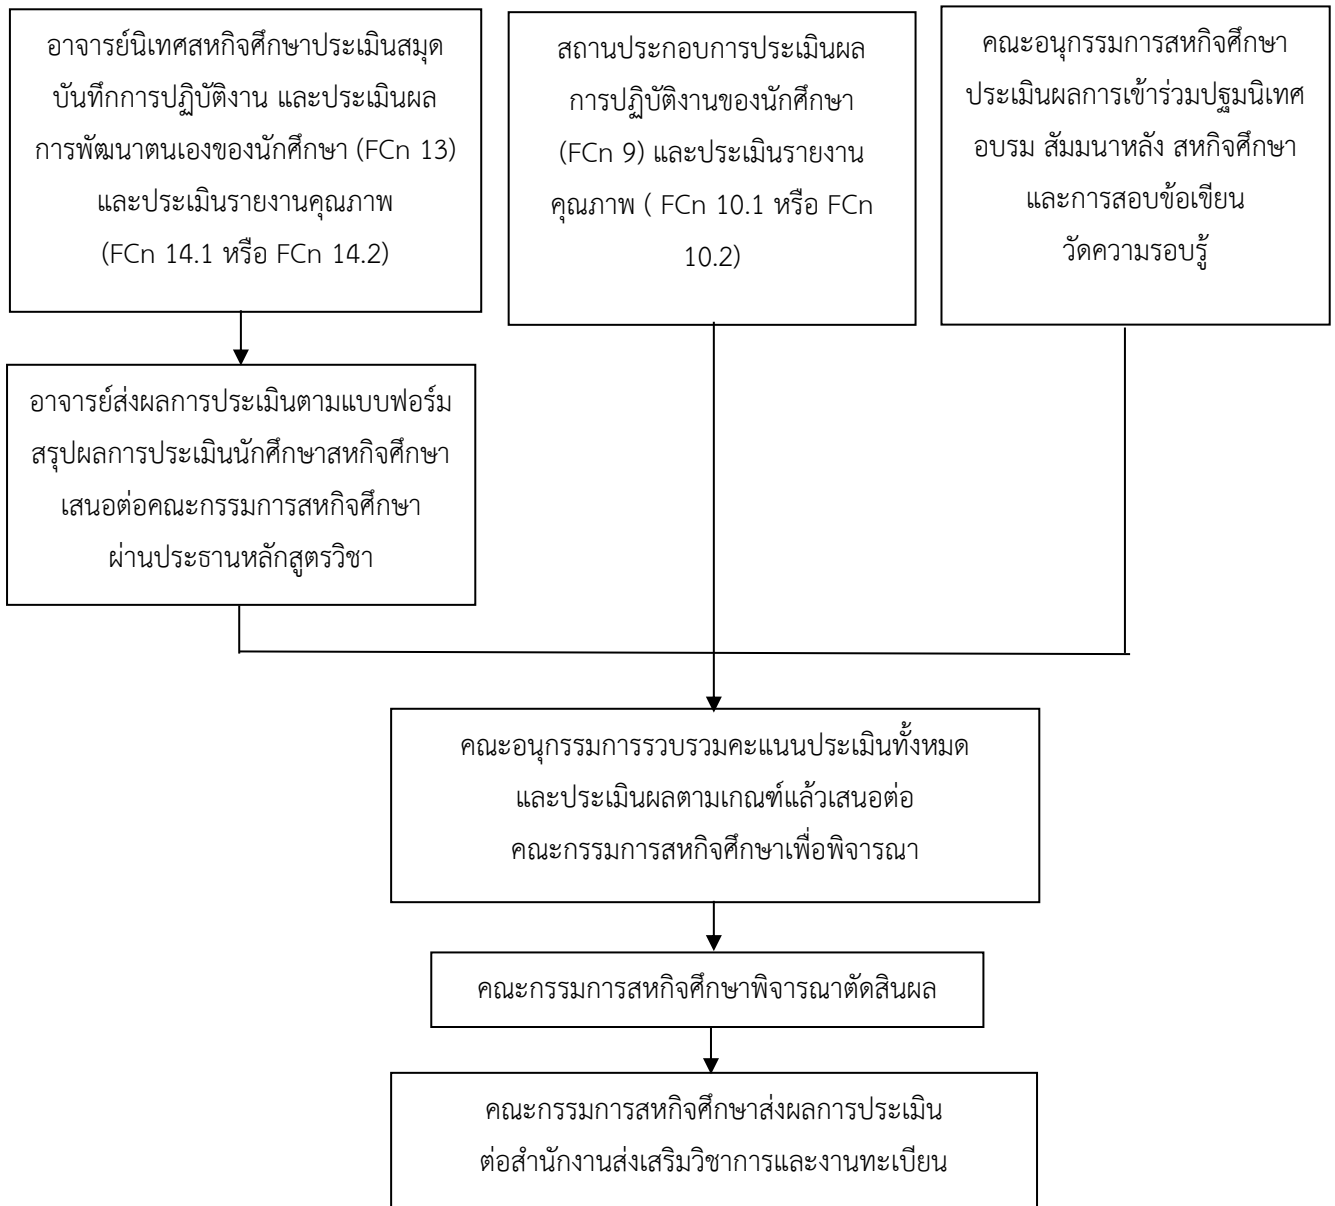 อาจารย์นิเทศสหกิจศึกษาประเมินสมุด
บันทึกการปฏิบัติงาน และประเมินผล
การพัฒนาตนเองของนักศึกษา (FCn 13)
และประเมินรายงานคุณภาพ
(FCn 14.1 หรือ FCn 14.2)
สถานประกอบการประเมินผล
การปฏิบัติงานของนักศึกษา
(FCn 9) และประเมินรายงาน
คุณภาพ ( FCn 10.1 หรือ FCn
10.2)
คณะอนุกรรมการสหกิจศึกษา
ประเมินผลการเข้าร่วมปฐมนิเทศ
อบรม สัมมนาหลัง สหกิจศึกษา
และการสอบข้อเขียน
วัดความรอบรู้
อาจารย์ส่งผลการประเมินตามแบบฟอร์ม
สรุปผลการประเมินนักศึกษาสหกิจศึกษา
เสนอต่อคณะกรรมการสหกิจศึกษา
ผ่านประธานหลักสูตรวิชา
คณะอนุกรรมการรวบรวมคะแนนประเมินทั้งหมด
และประเมินผลตามเกณฑ์แล้วเสนอต่อ
คณะกรรมการสหกิจศึกษาเพื่อพิจารณา
คณะกรรมการสหกิจศึกษาพิจารณาตัดสินผล
คณะกรรมการสหกิจศึกษาส่งผลการประเมิน
ต่อสำนักงานส่งเสริมวิชาการและงานทะเบียน